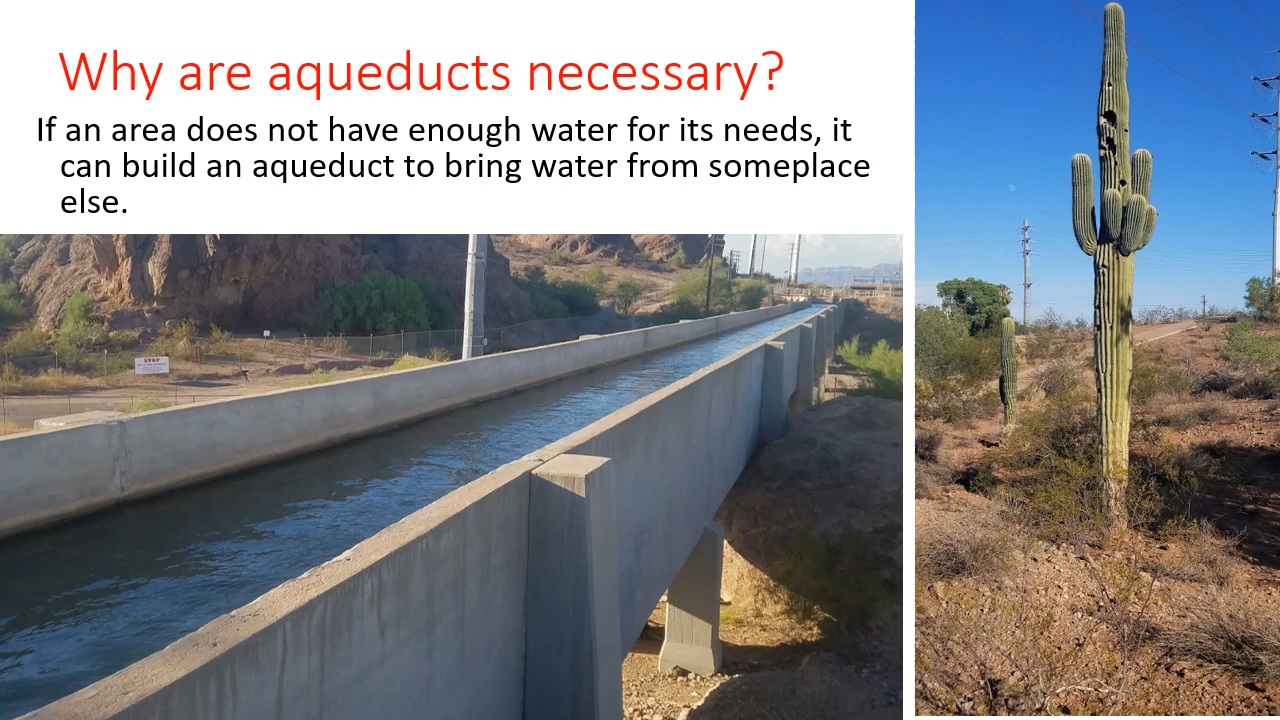 Why are aqueducts necessary?
If an area does not have enough water for its needs, it
can build an aqueduct to bring water from someplace
else.
STOP